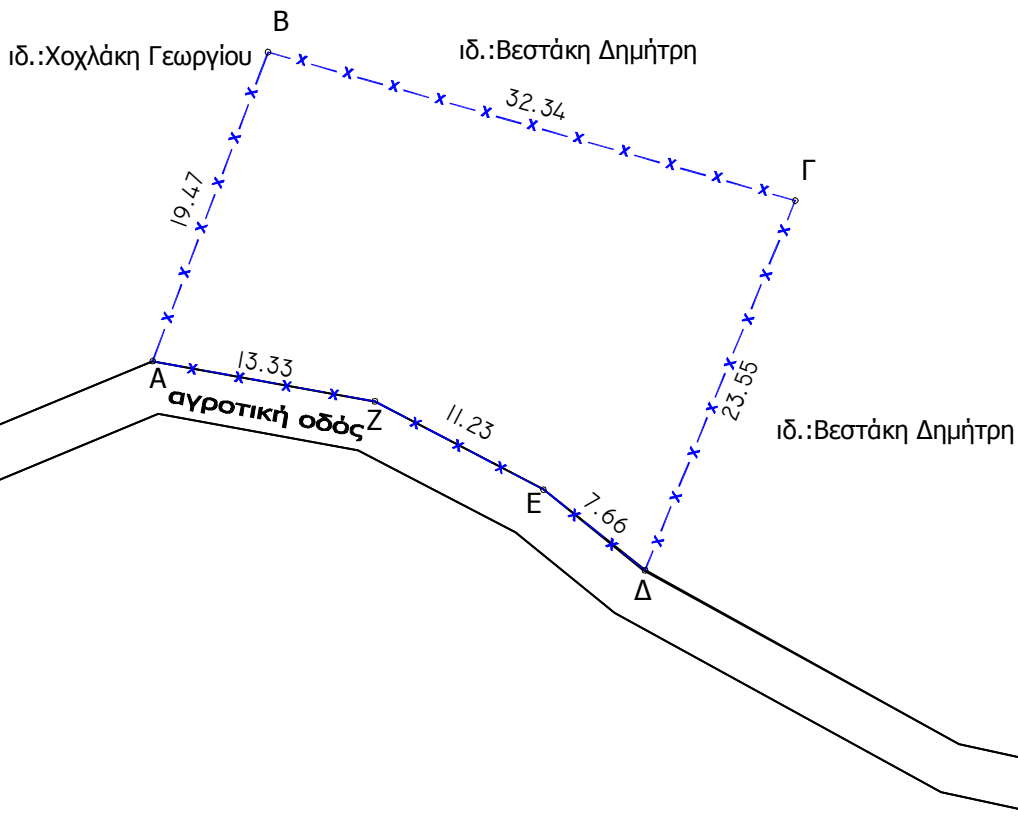 Β
ιδ.:Χοχλάκη Γεωργίου
ιδ.:Βεστάκη Δημήτρη
32.34
Γ
19.47
13.33
Α
αγροτική οδός
Ζ
11.23
23.55
ιδ.:Βεστάκη Δημήτρη
Ε
7.66
Δ